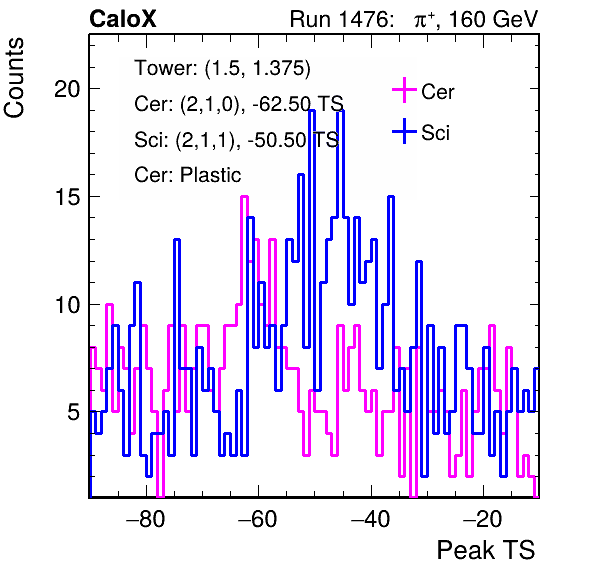 CaloX Run 1476: π⁺, 160 GeV
Counts
Tower: (1.5, 1.375)
Cer: (2,1,0), -62.50 TS
Sci: (2,1,1), -50.50 TS
Cer: Plastic
Cer
Sci
20
15
10
5
−80 −60 −40 −20
Peak TS